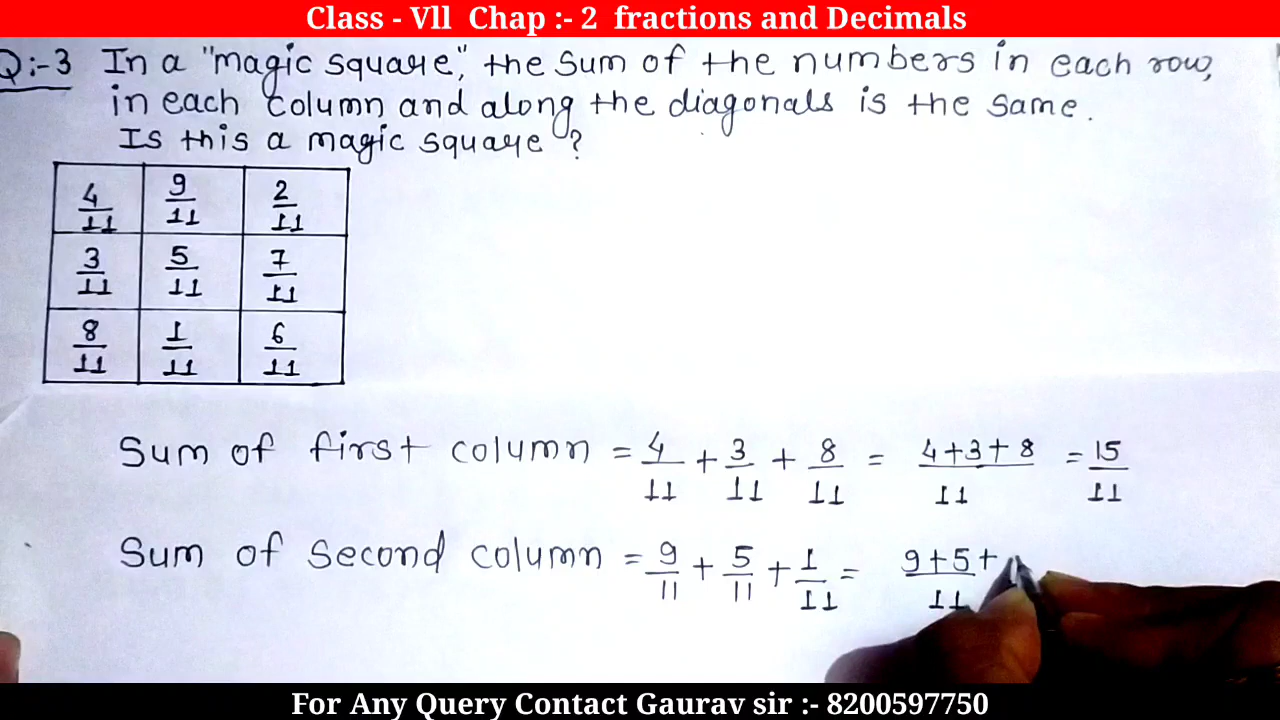 Class - Vll Chap :- 2 fractions and Decimals
Q:-3 In a "magic square", the sum of the numbers in each row,
in each column and along the diagonals is the same.
Is this a magic square ?
4/11 9/11 2/11
3/11 5/11 7/11
8/11 1/11 6/11
Sum of first column = 4/11 + 3/11 + 8/11 = 4+3+8/11 = 15/11
Sum of second column = 9/11 + 5/11 + 1/11 = 9+5+/11
For Any Query Contact Gaurav sir :- 8200597750